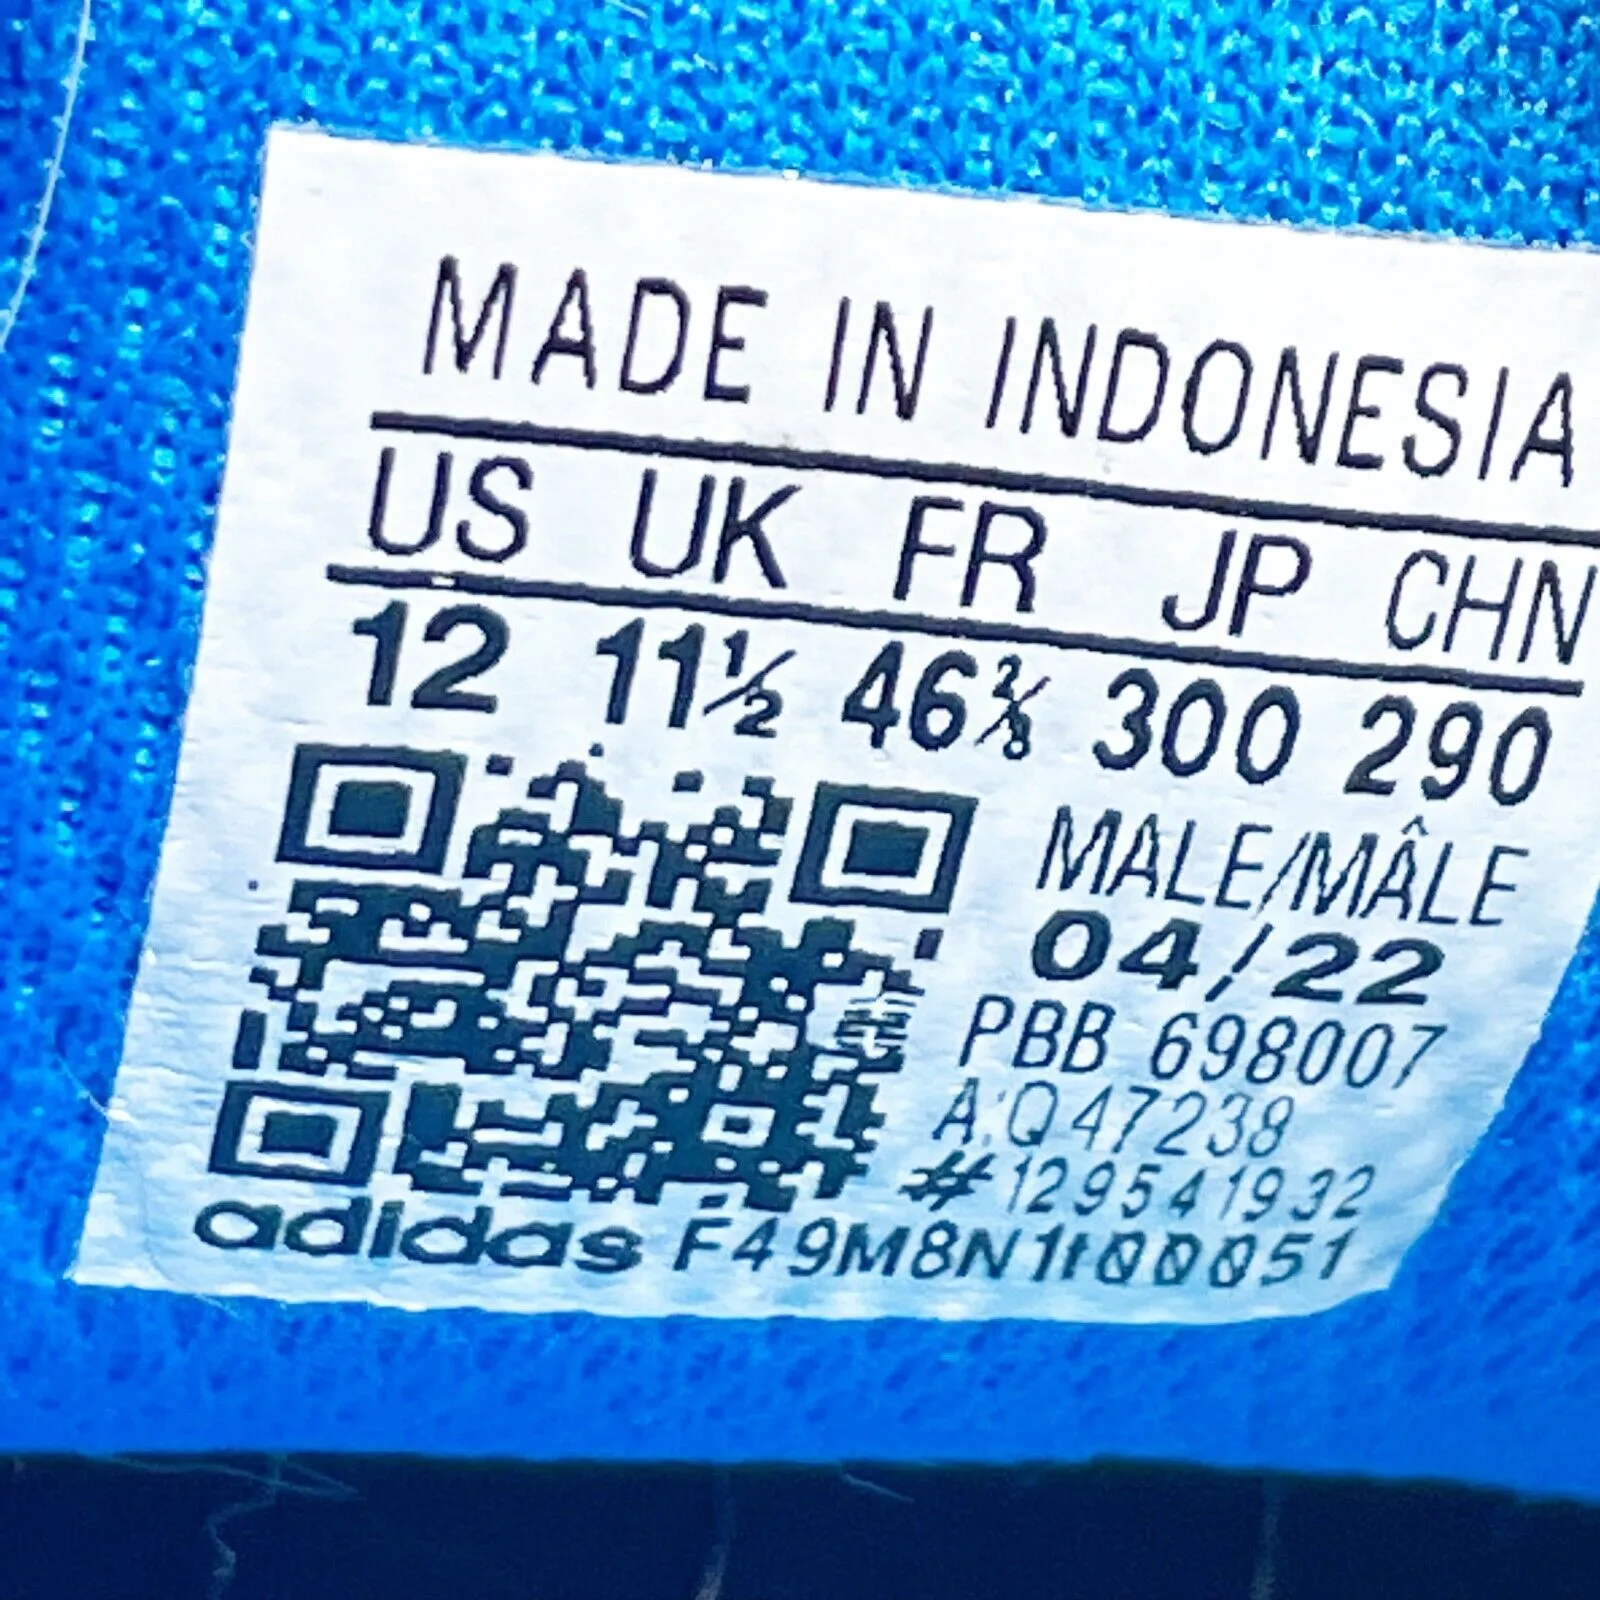 MADE IN INDONESIA
US UK FR JP CHN
12 11½ 46⅔ 300 290
MALE/MÂLE
04/22
PBB 698007
A:Q47238
#129541932
adidas F49M8N1t00051